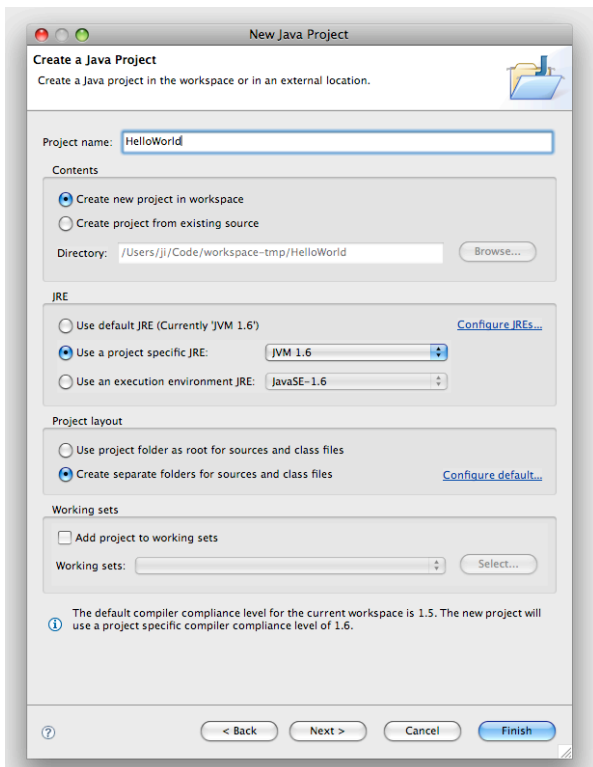 New Java Project
Create a Java Project
Create a Java project in the workspace or in an external location.
Project name: HelloWorld
Contents
Create new project in workspace
Create project from existing source
Directory: /Users/ji/Code/workspace-tmp/HelloWorld Browse...
JRE
Use default JRE (Currently 'JVM 1.6') Configure JREs...
Use a project specific JRE: JVM 1.6
Use an execution environment JRE: JavaSE-1.6
Project layout
Use project folder as root for sources and class files
Create separate folders for sources and class files Configure default...
Working sets
Add project to working sets
Working sets: Select...
The default compiler compliance level for the current workspace is 1.5. The new project will
use a project specific compiler compliance level of 1.6.
? < Back Next > Cancel Finish